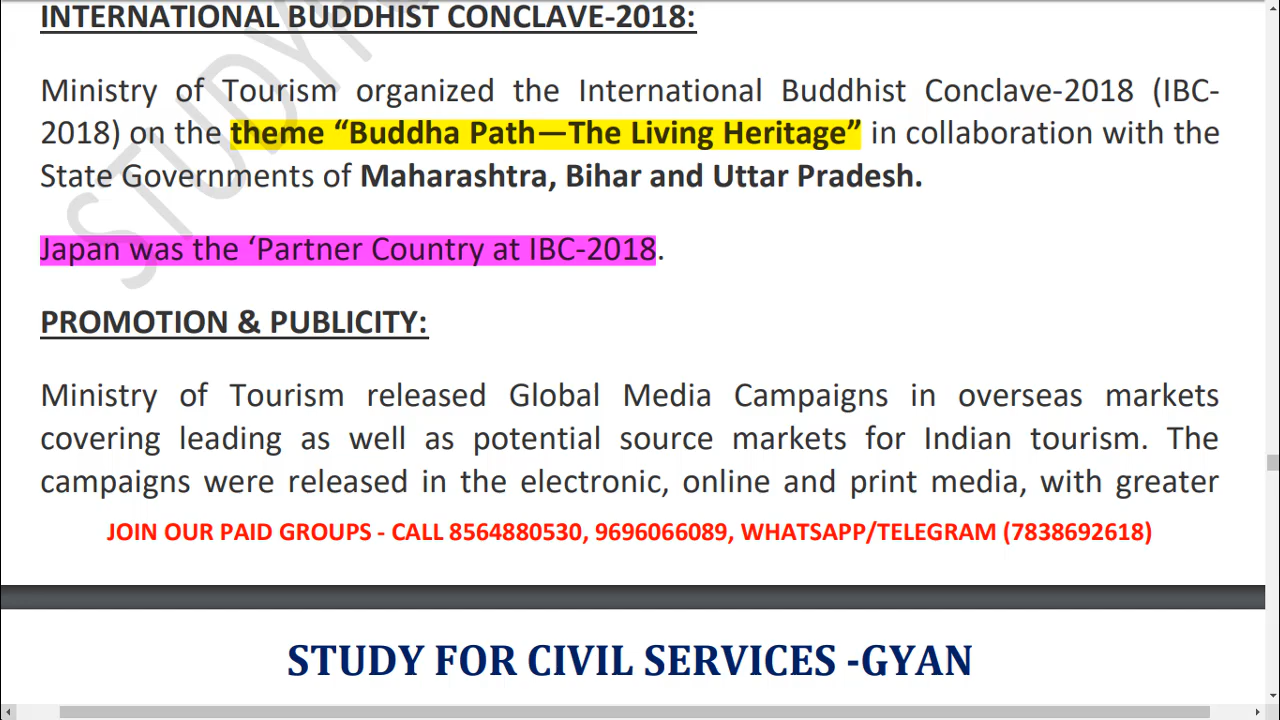 INTERNATIONAL BUDDHIST CONCLAVE-2018:
Ministry of Tourism organized the International Buddhist Conclave-2018 (IBC-
2018) on the theme “Buddha Path—The Living Heritage” in collaboration with the
State Governments of Maharashtra, Bihar and Uttar Pradesh.
Japan was the ‘Partner Country at IBC-2018.
PROMOTION & PUBLICITY:
Ministry of Tourism released Global Media Campaigns in overseas markets
covering leading as well as potential source markets for Indian tourism. The
campaigns were released in the electronic, online and print media, with greater
JOIN OUR PAID GROUPS - CALL 8564880530, 9696066089, WHATSAPP/TELEGRAM (7838692618)
STUDY FOR CIVIL SERVICES -GYAN